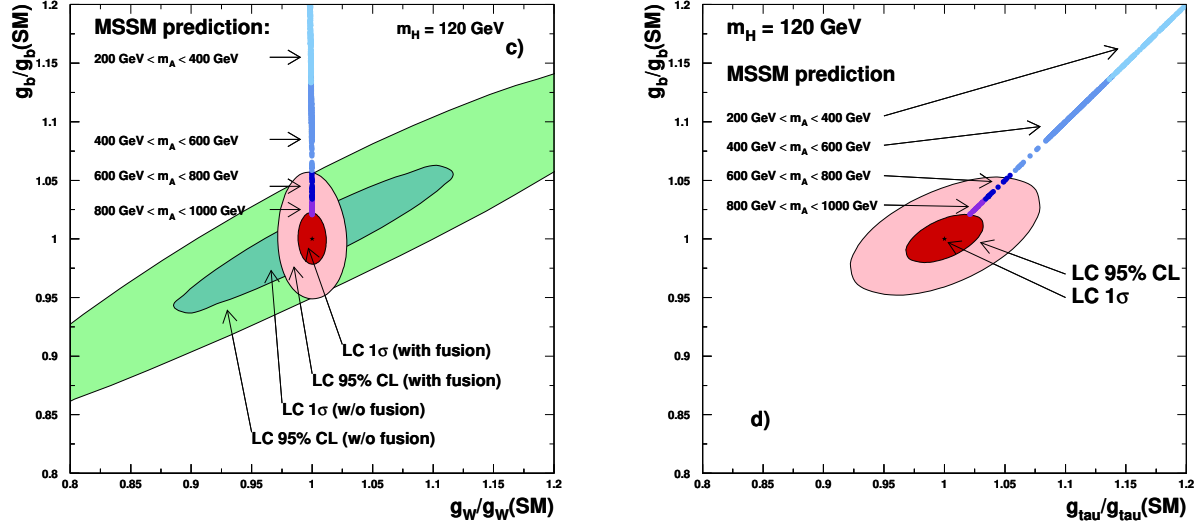 MSSM prediction:
m_H = 120 GeV
c)
200 GeV < m_A < 400 GeV
400 GeV < m_A < 600 GeV
600 GeV < m_A < 800 GeV
800 GeV < m_A < 1000 GeV
LC 1σ (with fusion)
LC 95% CL (with fusion)
LC 1σ (w/o fusion)
LC 95% CL (w/o fusion)
g_b/g_b(SM)
1.2
1.15
1.1
1.05
1
0.95
0.9
0.85
0.8
0.8 0.85 0.9 0.95 1 1.05 1.1 1.15 1.2
g_W/g_W(SM)
m_H = 120 GeV
MSSM prediction
200 GeV < m_A < 400 GeV
400 GeV < m_A < 600 GeV
600 GeV < m_A < 800 GeV
800 GeV < m_A < 1000 GeV
LC 95% CL
LC 1σ
d)
g_b/g_b(SM)
1.2
1.15
1.1
1.05
1
0.95
0.9
0.85
0.8
0.8 0.85 0.9 0.95 1 1.05 1.1 1.15 1.2
g_tau/g_tau(SM)